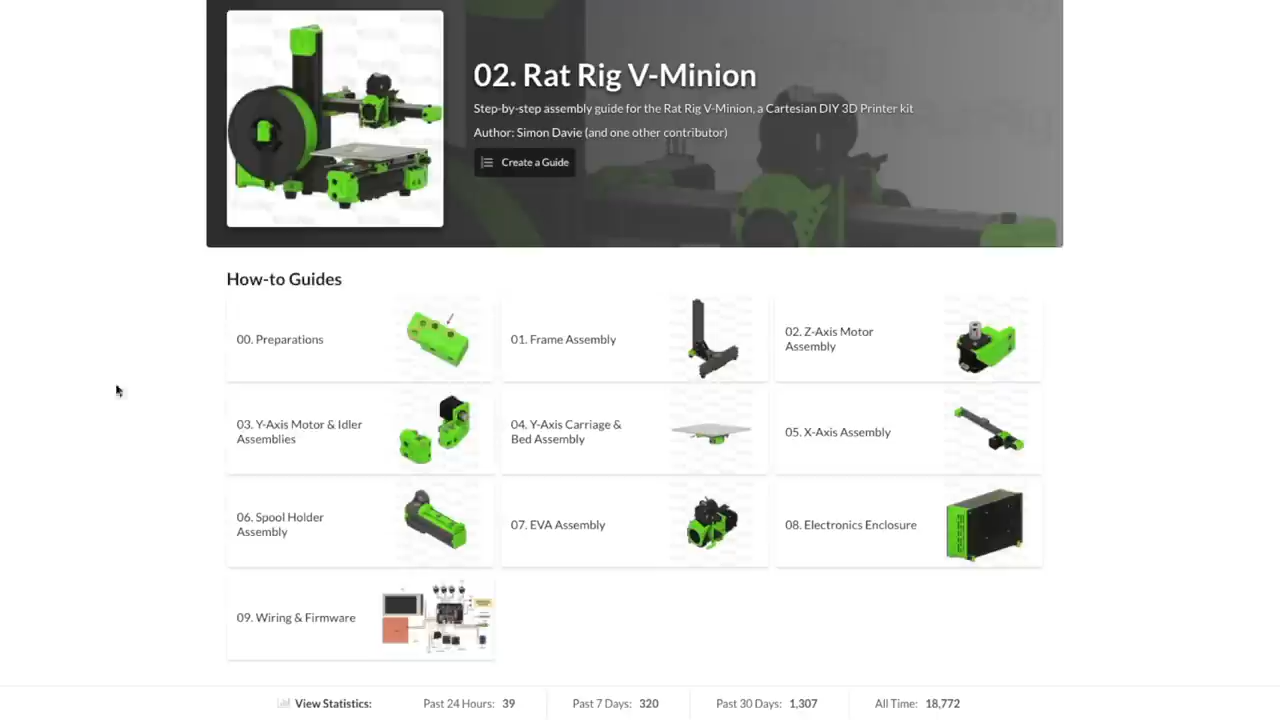 02. Rat Rig V-Minion
Step-by-step assembly guide for the Rat Rig V-Minion, a Cartesian DIY 3D Printer kit
Author: Simon Davie (and one other contributor)
Create a Guide
How-to Guides
00. Preparations
01. Frame Assembly
02. Z-Axis Motor
Assembly
03. Y-Axis Motor & Idler
Assemblies
04. Y-Axis Carriage &
Bed Assembly
05. X-Axis Assembly
06. Spool Holder
Assembly
07. EVA Assembly
08. Electronics Enclosure
09. Wiring & Firmware
View Statistics: Past 24 Hours: 39 Past 7 Days: 320 Past 30 Days: 1,307 All Time: 18,772